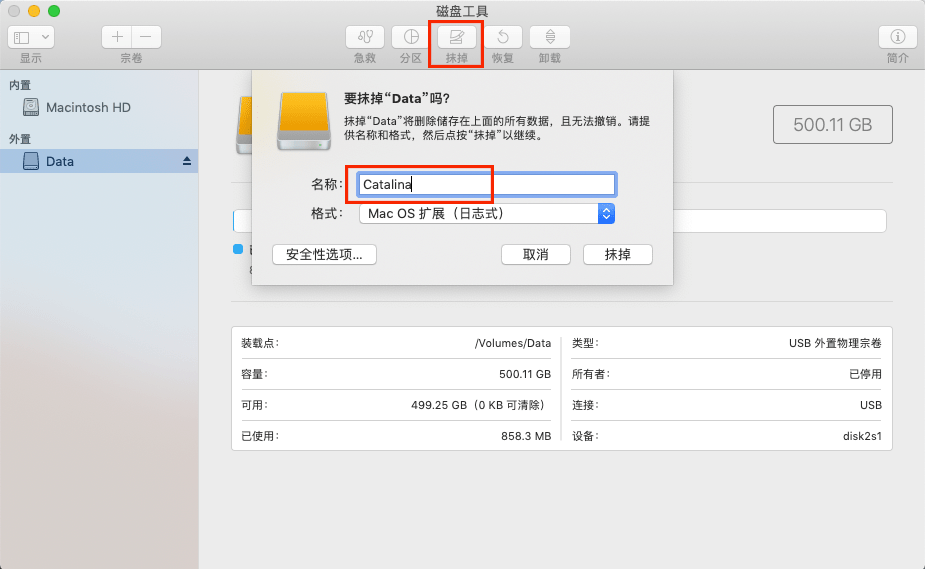 磁盘工具
显示
宗卷
急救
分区
抹掉
恢复
卸载
简介
内置
Macintosh HD
外置
Data
要抹掉“Data”吗?
抹掉“Data”将删除储存在上面的所有数据，且无法撤销。请提
供名称和格式，然后点按“抹掉”以继续。
名称：
Catalina
格式：
Mac OS 扩展（日志式）
安全性选项...
取消
抹掉
500.11 GB
装载点：
/Volumes/Data
类型：
USB 外置物理宗卷
容量：
500.11 GB
所有者：
已停用
可用：
499.25 GB（0 KB 可清除）
连接：
USB
已使用：
858.3 MB
设备：
disk2s1